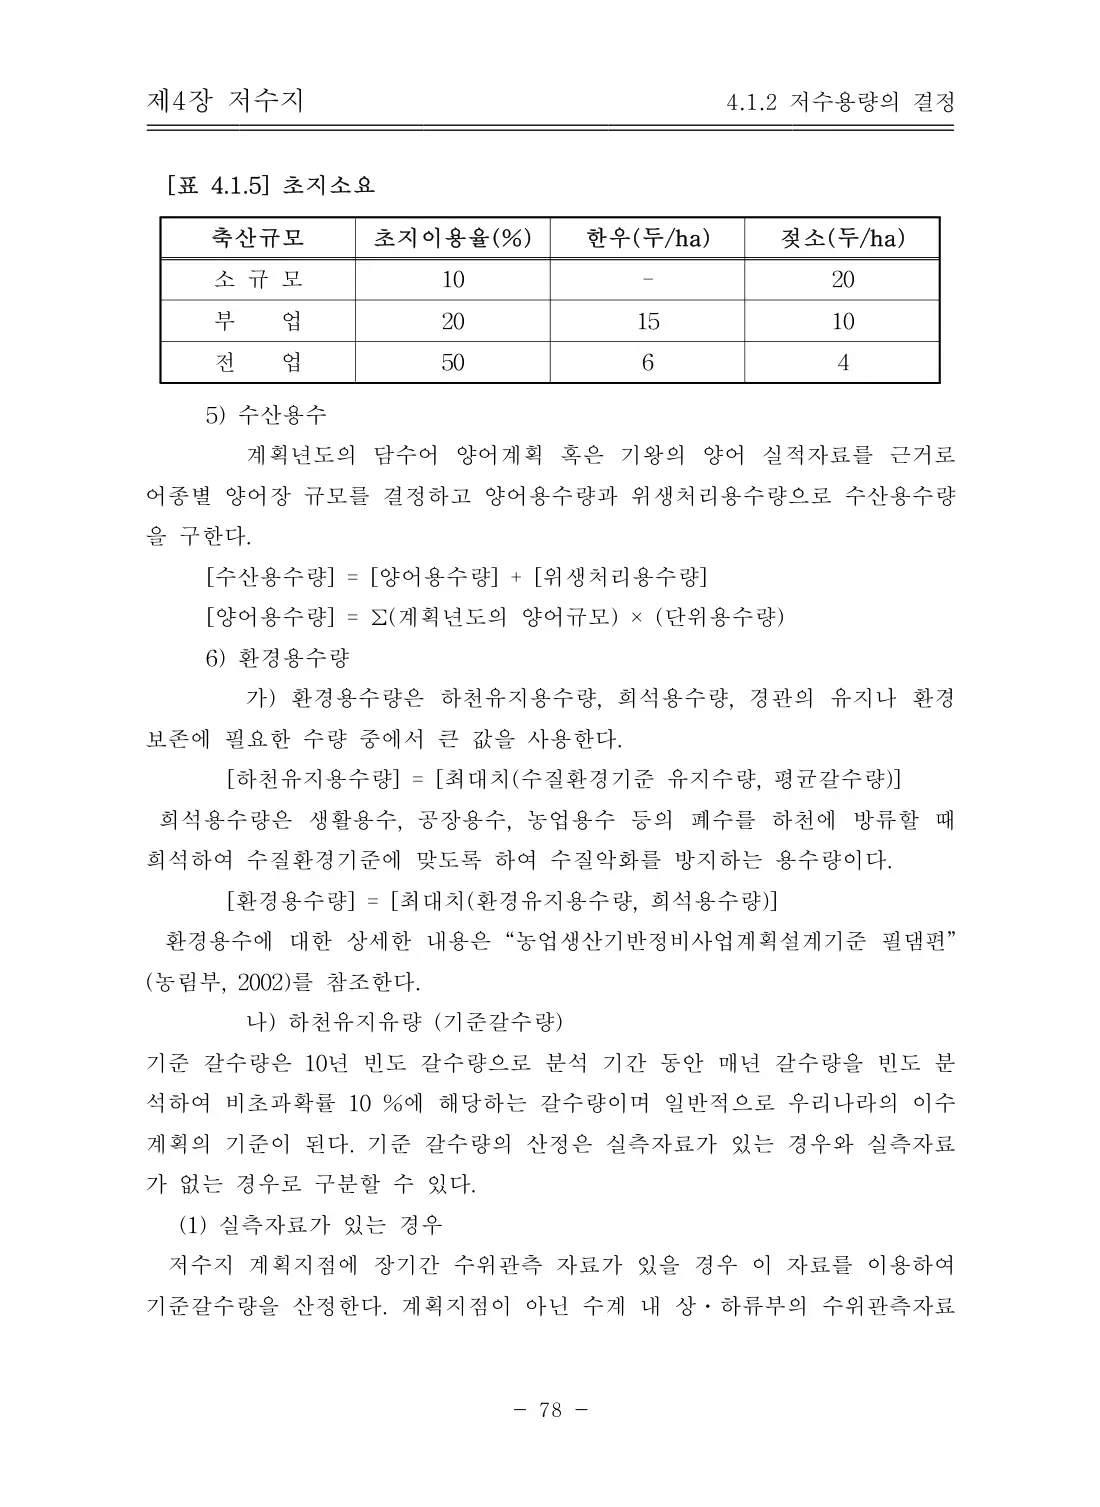 제4장 저수지
4.1.2 저수용량의 결정
[표 4.1.5] 초지소요
축산규모 초지이용율(%) 한우(두/ha) 젖소(두/ha)
소 규 모 10 - 20
부 업 20 15 10
전 업 50 6 4
5) 수산용수
계획년도의 담수어 양어계획 혹은 기왕의 양어 실적자료를 근거로
어종별 양어장 규모를 결정하고 양어용수량과 위생처리용수량으로 수산용수량
을 구한다.
[수산용수량] = [양어용수량] + [위생처리용수량]
[양어용수량] = Σ(계획년도의 양어규모) × (단위용수량)
6) 환경용수량
가) 환경용수량은 하천유지용수량, 희석용수량, 경관의 유지나 환경
보존에 필요한 수량 중에서 큰 값을 사용한다.
[하천유지용수량] = [최대치(수질환경기준 유지수량, 평균갈수량)]
희석용수량은 생활용수, 공장용수, 농업용수 등의 폐수를 하천에 방류할 때
희석하여 수질환경기준에 맞도록 하여 수질악화를 방지하는 용수량이다.
[환경용수량] = [최대치(환경유지용수량, 희석용수량)]
환경용수에 대한 상세한 내용은 “농업생산기반정비사업계획설계기준 필댐편”
(농림부, 2002)를 참조한다.
나) 하천유지유량 (기준갈수량)
기준 갈수량은 10년 빈도 갈수량으로 분석 기간 동안 매년 갈수량을 빈도 분
석하여 비초과확률 10 %에 해당하는 갈수량이며 일반적으로 우리나라의 이수
계획의 기준이 된다. 기준 갈수량의 산정은 실측자료가 있는 경우와 실측자료
가 없는 경우로 구분할 수 있다.
(1) 실측자료가 있는 경우
저수지 계획지점에 장기간 수위관측 자료가 있을 경우 이 자료를 이용하여
기준갈수량을 산정한다. 계획지점이 아닌 수계 내 상・하류부의 수위관측자료
- 78 -